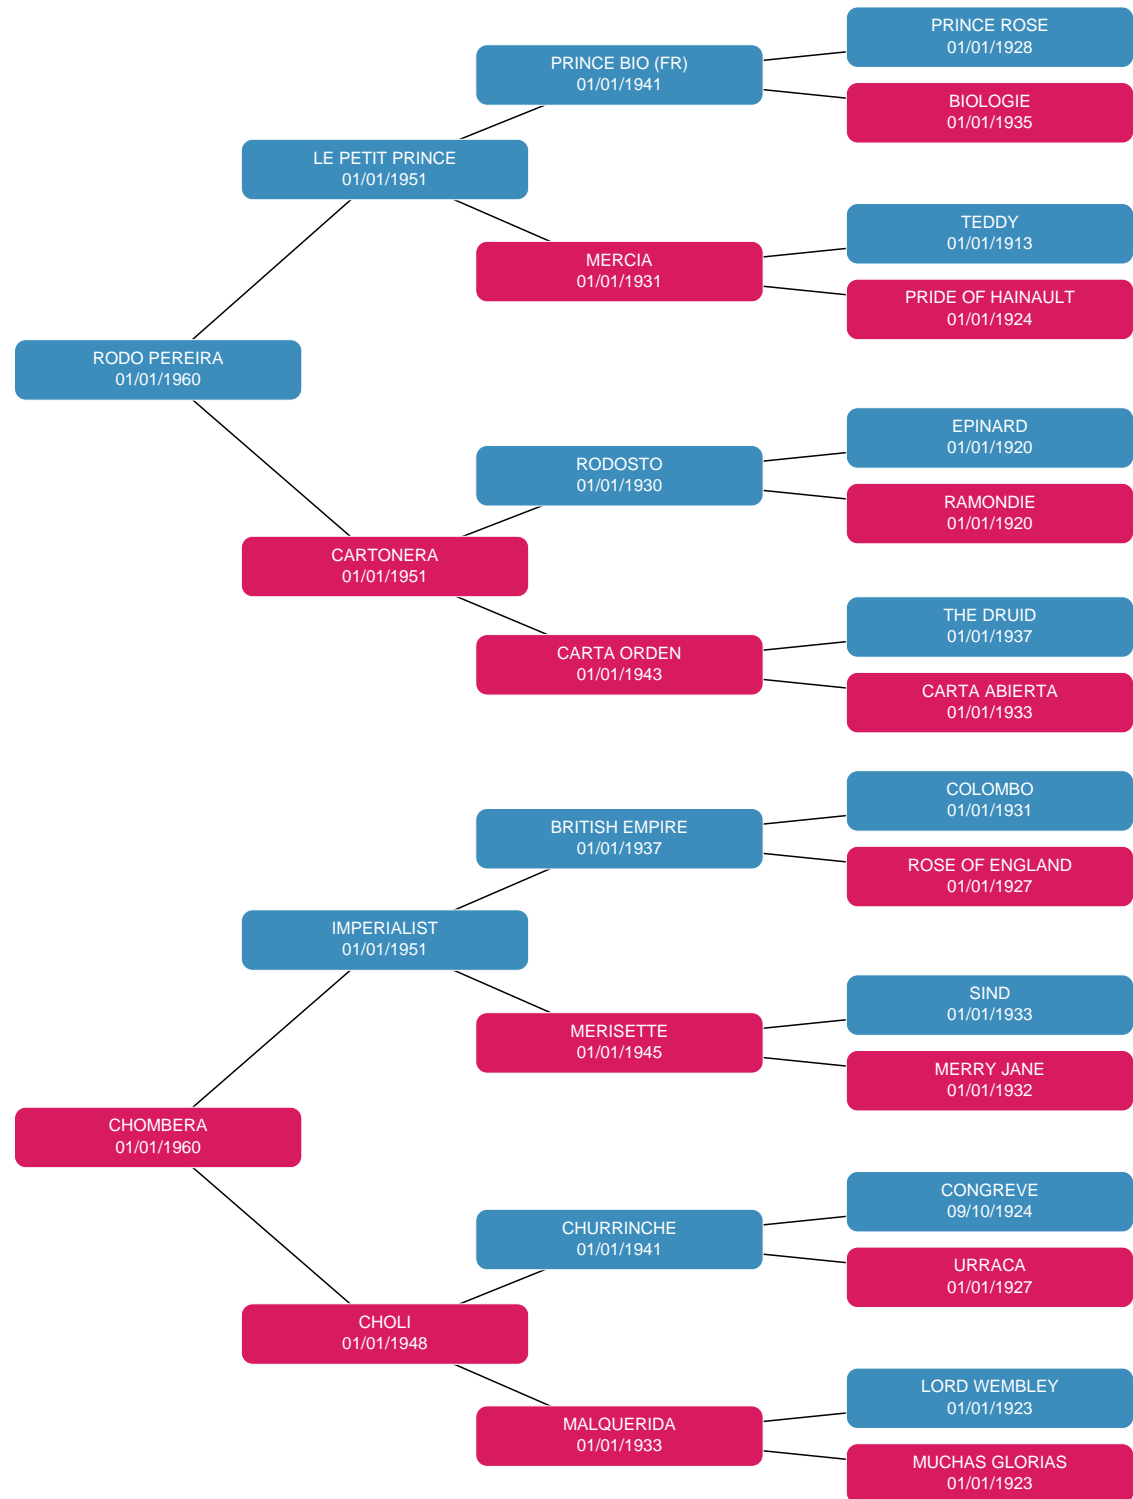 PRINCE ROSE
01/01/1928
PRINCE BIO (FR)
01/01/1941
BIOLOGIE
01/01/1935
LE PETIT PRINCE
01/01/1951
TEDDY
01/01/1913
MERCIA
01/01/1931
PRIDE OF HAINAULT
01/01/1924
RODO PEREIRA
01/01/1960
EPINARD
01/01/1920
RODOSTO
01/01/1930
RAMONDIE
01/01/1920
CARTONERA
01/01/1951
THE DRUID
01/01/1937
CARTA ORDEN
01/01/1943
CARTA ABIERTA
01/01/1933
COLOMBO
01/01/1931
BRITISH EMPIRE
01/01/1937
ROSE OF ENGLAND
01/01/1927
IMPERIALIST
01/01/1951
SIND
01/01/1933
MERISETTE
01/01/1945
MERRY JANE
01/01/1932
CHOMBERA
01/01/1960
CONGREVE
09/10/1924
CHURRINCHE
01/01/1941
URRACA
01/01/1927
CHOLI
01/01/1948
LORD WEMBLEY
01/01/1923
MALQUERIDA
01/01/1933
MUCHAS GLORIAS
01/01/1923